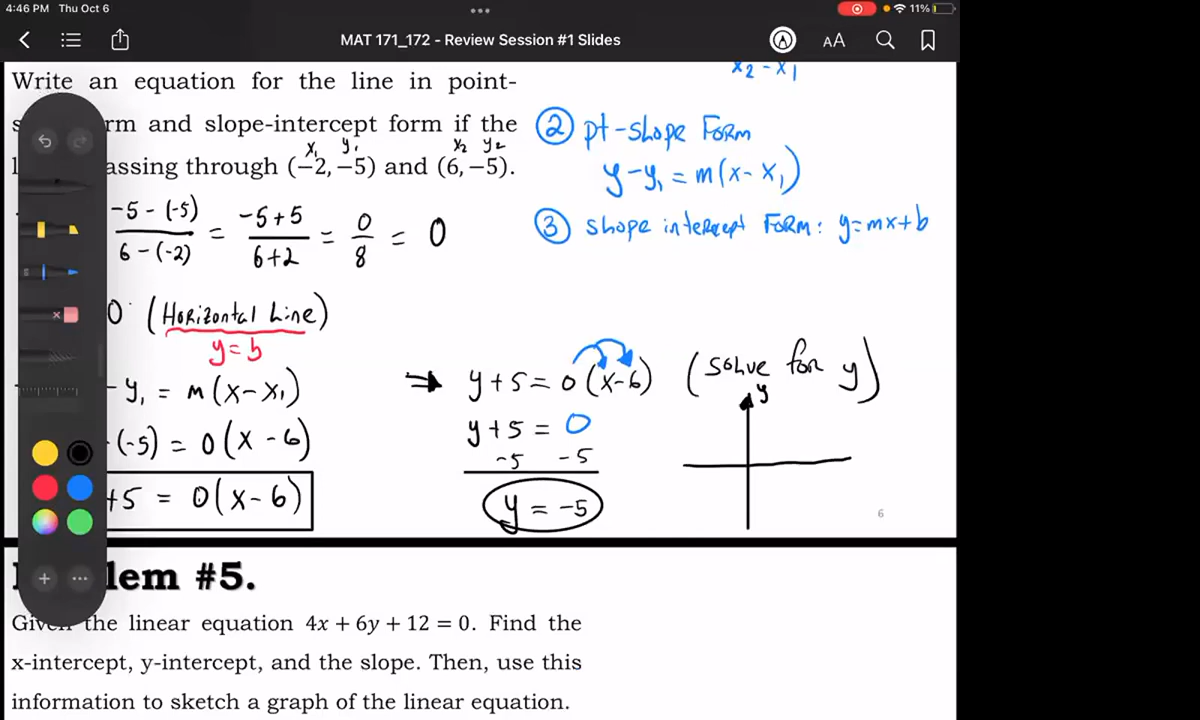 4:46 PM Thu Oct 6
11%
MAT 171_172 - Review Session #1 Slides
AA
Write an equation for the line in point-
rm and slope-intercept form if the
assing through (−2, −5) and (6, −5).
x₁ y₁ x₂ y₂
-5 - (-5) / 6 - (-2) = -5 + 5 / 6 + 2 = 0/8 = 0
0 (Horizontal Line)
y = b
- y₁ = m(x - x₁)
(-5) = 0(x - 6)
+5 = 0(x - 6)
x₂ - x₁
② pt-slope Form
y - y₁ = m(x - x₁)
③ slope intercept Form: y = mx + b
⇒ y + 5 = 0(x - 6) (solve for y)
y + 5 = 0
-5 -5
y = -5
y
6
lem #5.
Given the linear equation 4x + 6y + 12 = 0. Find the
x-intercept, y-intercept, and the slope. Then, use this
information to sketch a graph of the linear equation.